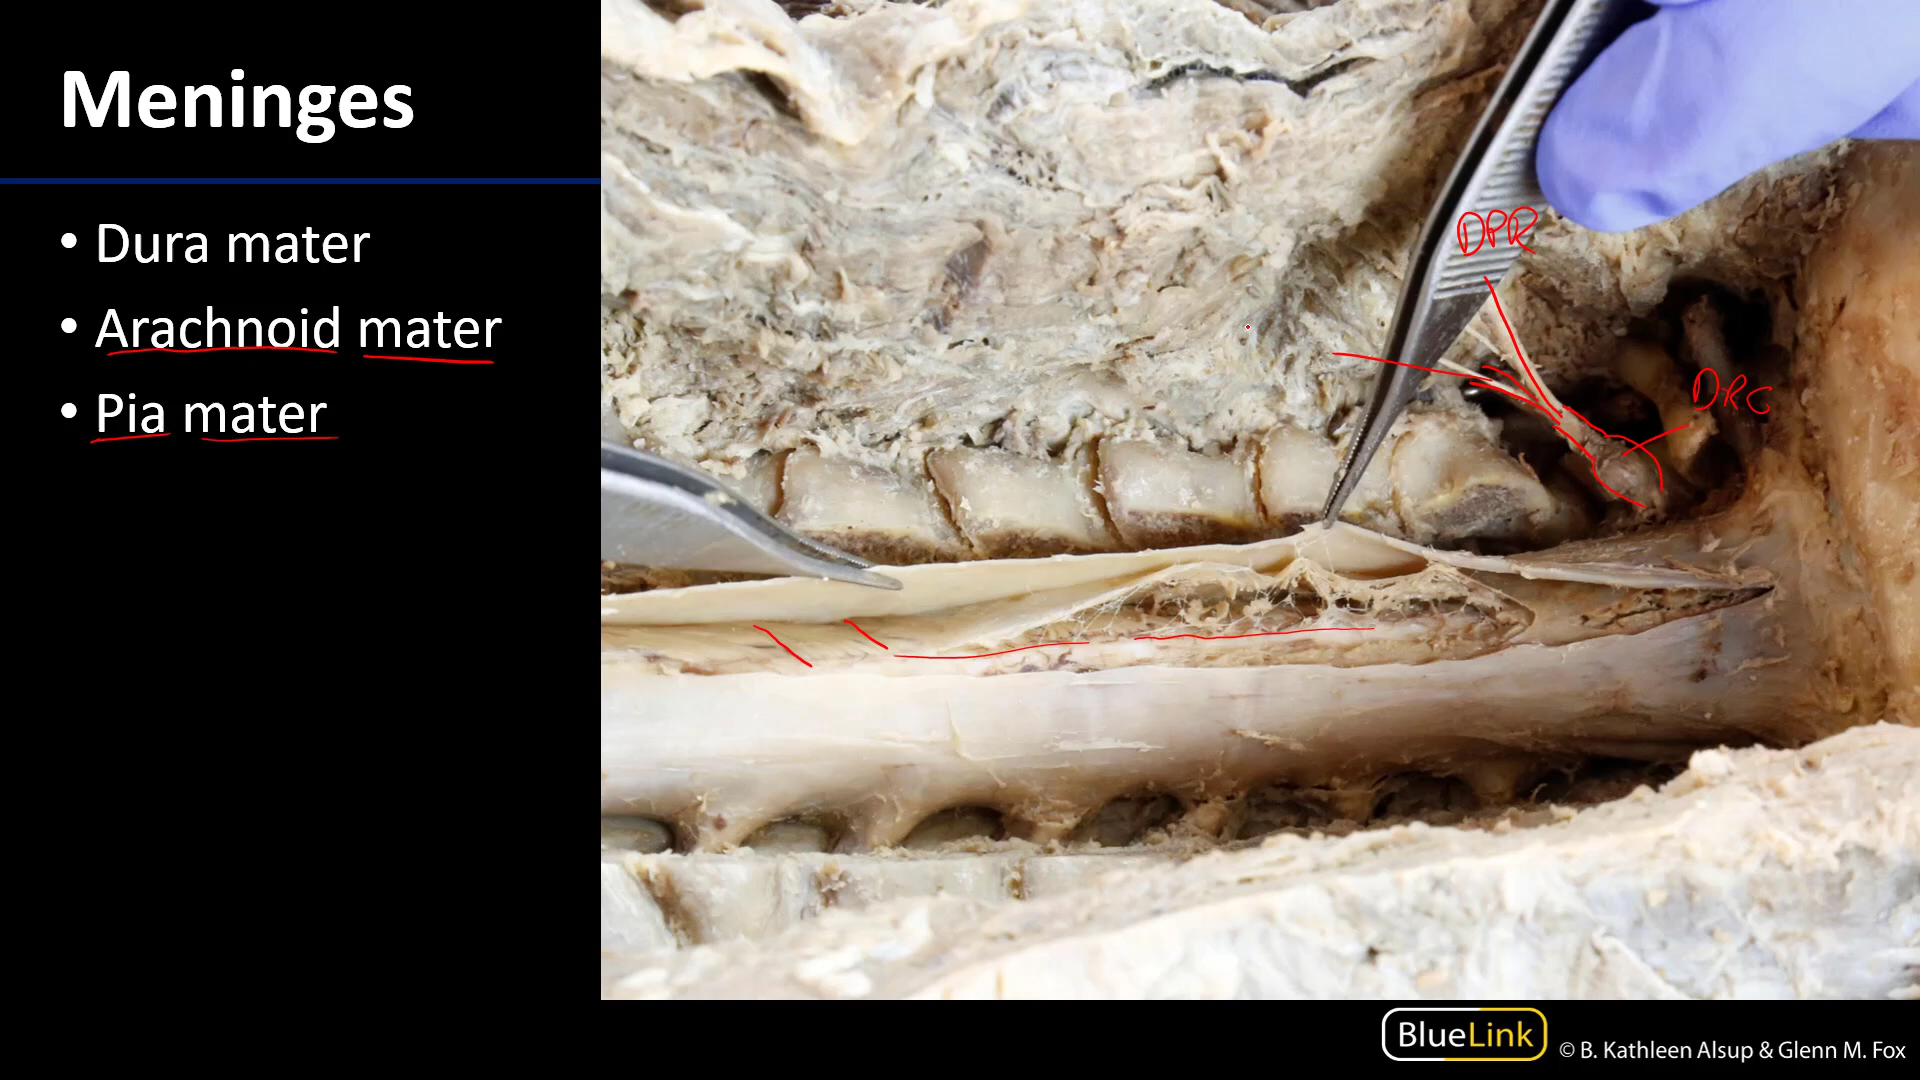 Meninges
• Dura mater
• Arachnoid mater
• Pia mater
DPR
DRG
BlueLink
© B. Kathleen Alsup & Glenn M. Fox